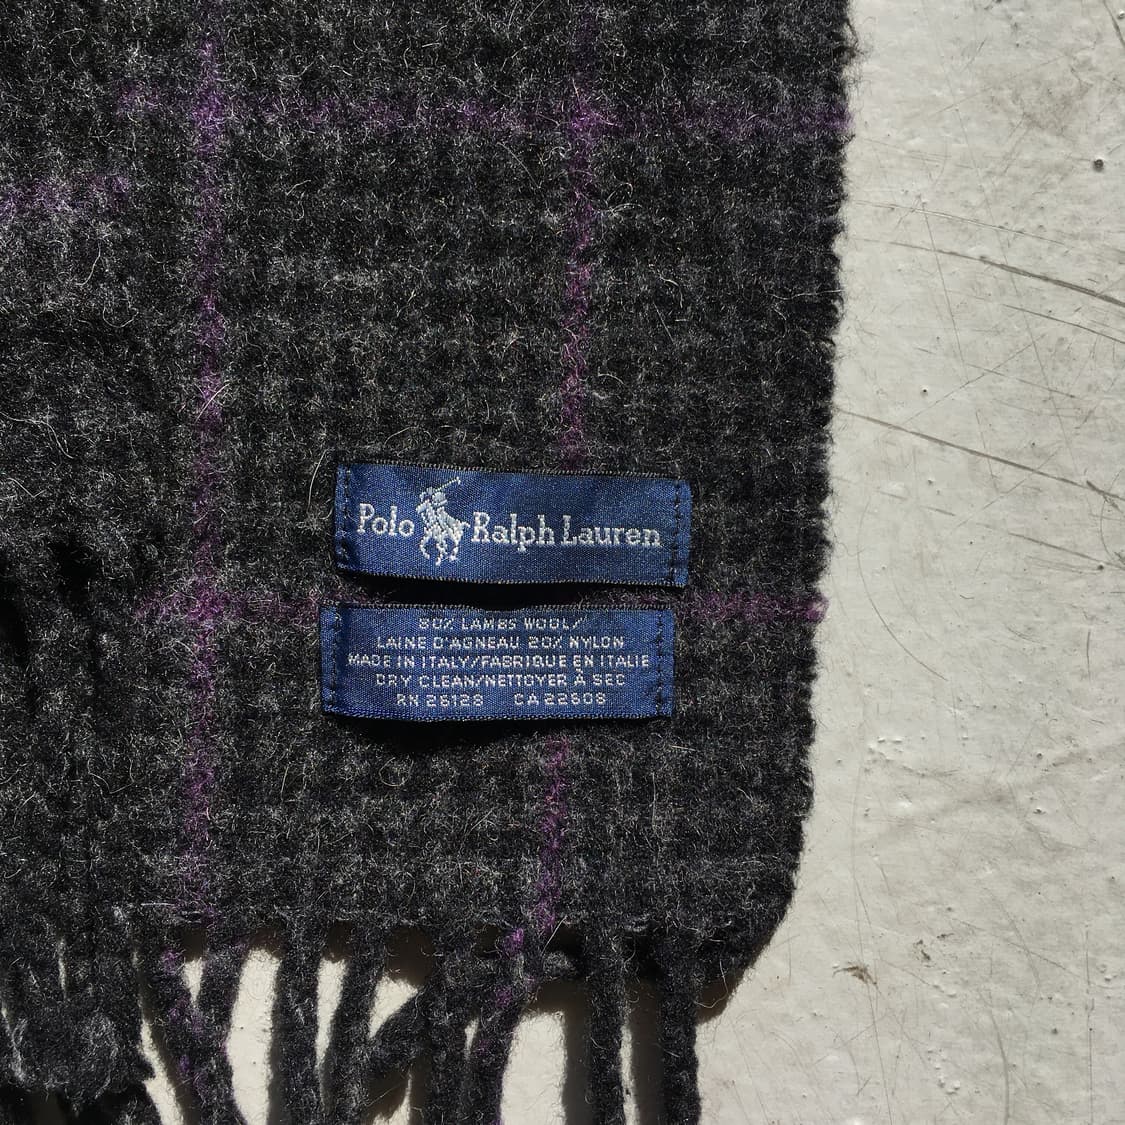 Polo Ralph Lauren
80% LAMBS WOOL/
LAINE D'AGNEAU 20% NYLON
MADE IN ITALY/FABRIQUE EN ITALIE
DRY CLEAN/NETTOYER À SEC
RN 26128 CA 22608